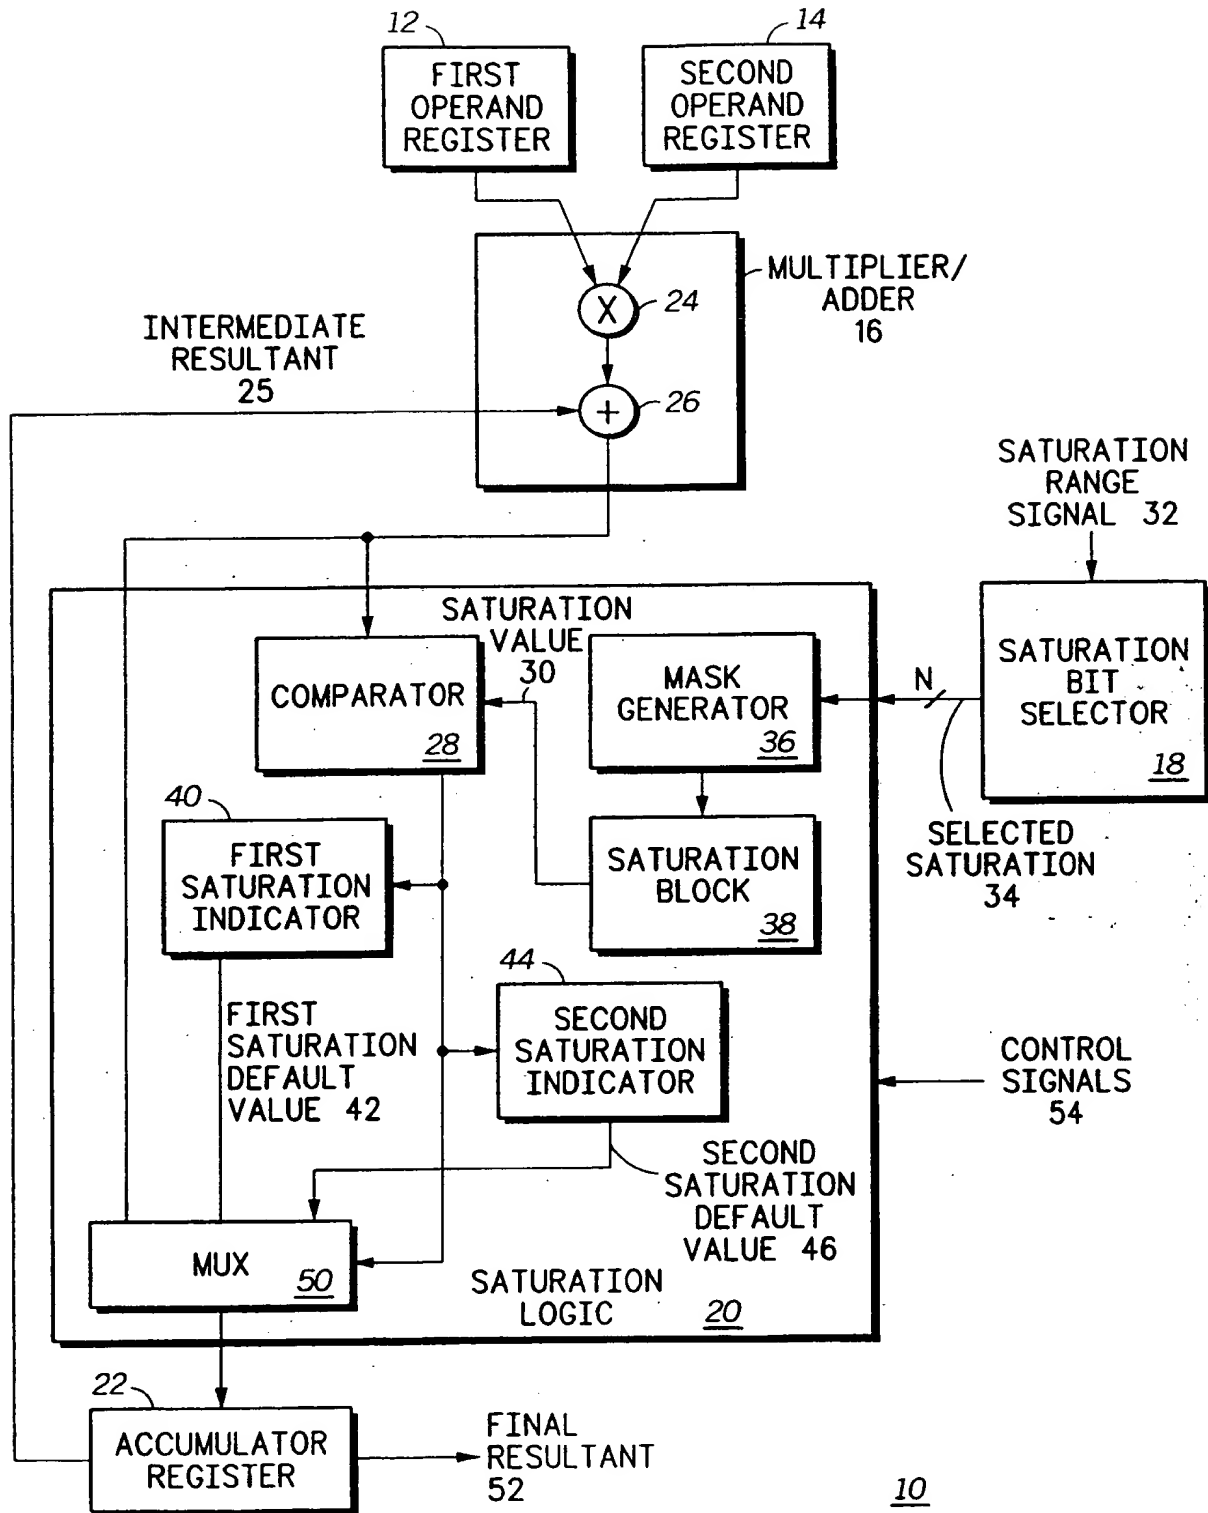 12
FIRST
OPERAND
REGISTER
14
SECOND
OPERAND
REGISTER
MULTIPLIER/
ADDER
16
X
24
INTERMEDIATE
RESULTANT
25
+
26
SATURATION
RANGE
SIGNAL 32
SATURATION
VALUE
30
COMPARATOR
28
MASK
GENERATOR
36
N
SATURATION
BIT
SELECTOR
18
SELECTED
SATURATION
34
40
FIRST
SATURATION
INDICATOR
SATURATION
BLOCK
38
44
SECOND
SATURATION
INDICATOR
FIRST
SATURATION
DEFAULT
VALUE 42
CONTROL
SIGNALS
54
SECOND
SATURATION
DEFAULT
VALUE 46
MUX
50
SATURATION
LOGIC
20
22
ACCUMULATOR
REGISTER
FINAL
RESULTANT
52
10